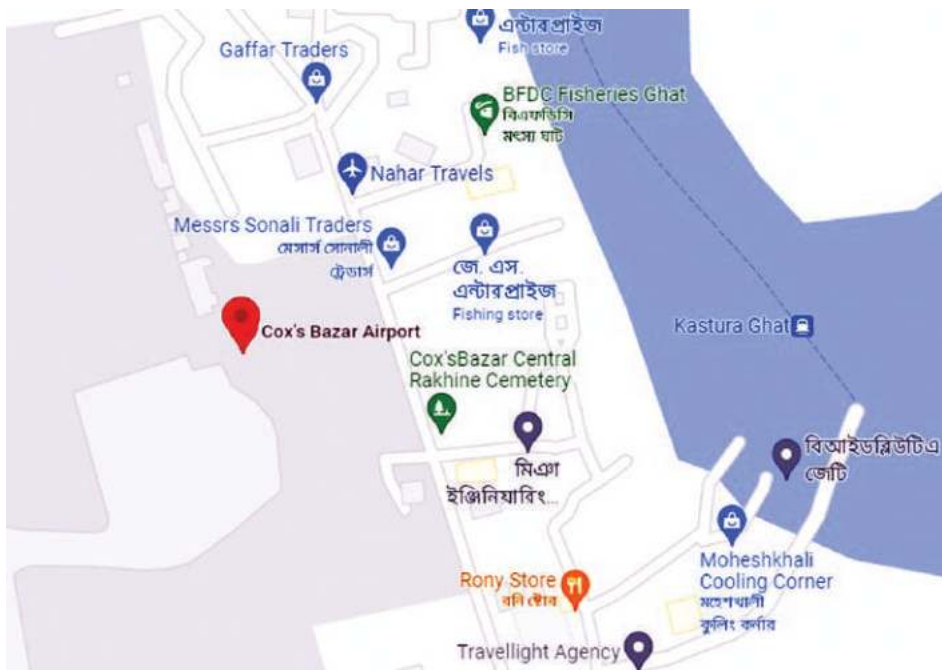 এন্টারপ্রাইজ
Fish store
Gaffar Traders
BFDC Fisheries Ghat
বিএফডিসি
মৎস্য ঘাট
Nahar Travels
Messrs Sonali Traders
মেসার্স সোনালী
ট্রেডার্স
জে. এস.
এন্টারপ্রাইজ
Fishing store
Kastura Ghat
Cox's Bazar Airport
Cox'sBazar Central
Rakhine Cemetery
মিঞা
ইঞ্জিনিয়ারিং...
বিআইডব্লিউটিএ
জেটি
Moheshkhali
Cooling Corner
মহেশখালী
কুলিং কর্নার
Rony Store
রনি ষ্টোর
Travellight Agency